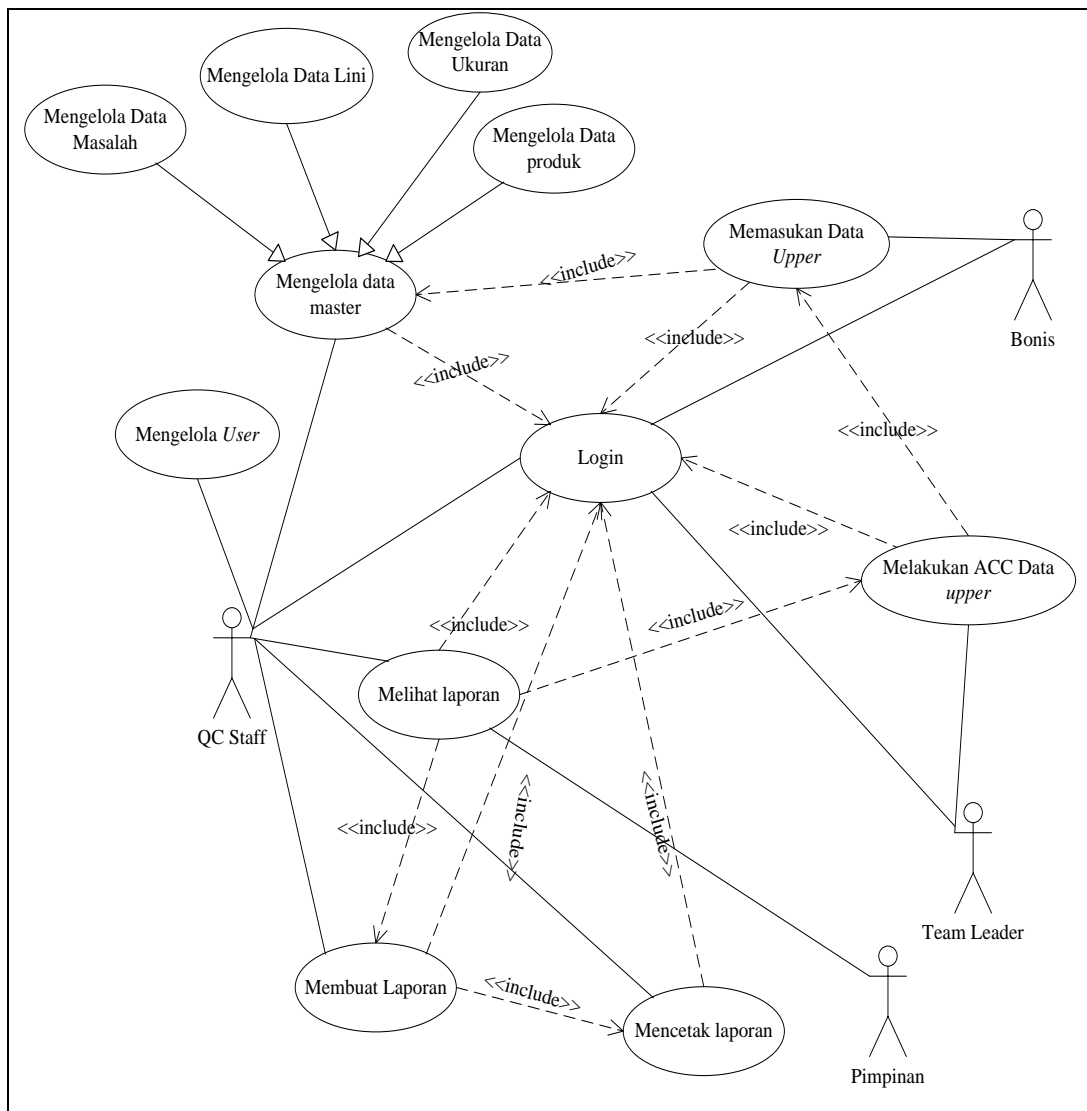 Mengelola Data
Ukuran
Mengelola Data Lini
Mengelola Data
Masalah
Mengelola Data
produk
Memasukan Data
Upper
<<include>>
Mengelola data
master
Bonis
<<include>>
<<include>>
Mengelola User
<<include>>
Login
<<include>>
Melakukan ACC Data
upper
<<include>>
<<include>>
Melihat laporan
QC Staff
<<include>>
<<include>>
<<include>>
Team Leader
Membuat Laporan
<<include>>
Mencetak laporan
Pimpinan